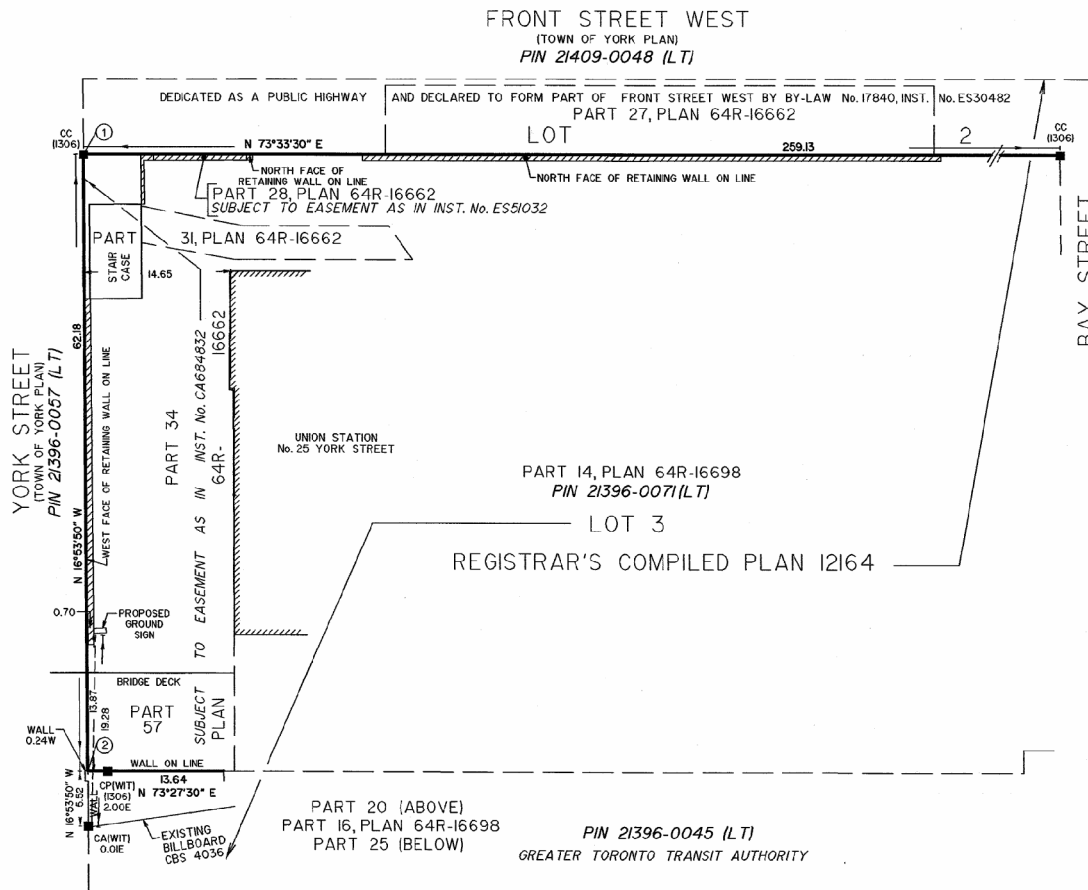 FRONT STREET WEST
(TOWN OF YORK PLAN)
PIN 21409-0048 (LT)
DEDICATED AS A PUBLIC HIGHWAY
AND DECLARED TO FORM PART OF FRONT STREET WEST BY BY-LAW No. 17840, INST. No. ES30482
PART 27, PLAN 64R-16662
LOT 2
CC
(1306)
1
N 73°33'30" E
259.13
CC
(1306)
NORTH FACE OF
RETAINING WALL ON LINE
NORTH FACE OF RETAINING WALL ON LINE
PART 28, PLAN 64R-16662
SUBJECT TO EASEMENT AS IN INST. No. ES51032
PART 31, PLAN 64R-16662
STAIR
CASE
14.65
BAY STREET
62.18
YORK STREET
(TOWN OF YORK PLAN)
PIN 21396-0057 (LT)
N 16°53'50" W
WEST FACE OF RETAINING WALL ON LINE
PART 34
SUBJECT TO EASEMENT AS IN INST. No. CA684832
PLAN 64R-16662
UNION STATION
No. 25 YORK STREET
PART 14, PLAN 64R-16698
PIN 21396-0071 (LT)
LOT 3
REGISTRAR'S COMPILED PLAN 12164
0.70
PROPOSED
GROUND
SIGN
BRIDGE DECK
13.87
19.28
PART
57
WALL
0.24W
2
WALL ON LINE
13.64
N 73°27'30" E
N 16°53'50" W
5.52
WALL
CP(WIT)
(1306)
2.00E
CA(WIT)
0.01E
EXISTING
BILLBOARD
CBS 4036
PART 20 (ABOVE)
PART 16, PLAN 64R-16698
PART 25 (BELOW)
PIN 21396-0045 (LT)
GREATER TORONTO TRANSIT AUTHORITY